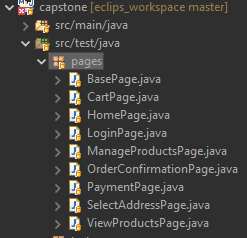 capstone [eclips_workspace master]
src/main/java
src/test/java
pages
BasePage.java
CartPage.java
HomePage.java
LoginPage.java
ManageProductsPage.java
OrderConfirmationPage.java
PaymentPage.java
SelectAddressPage.java
ViewProductsPage.java